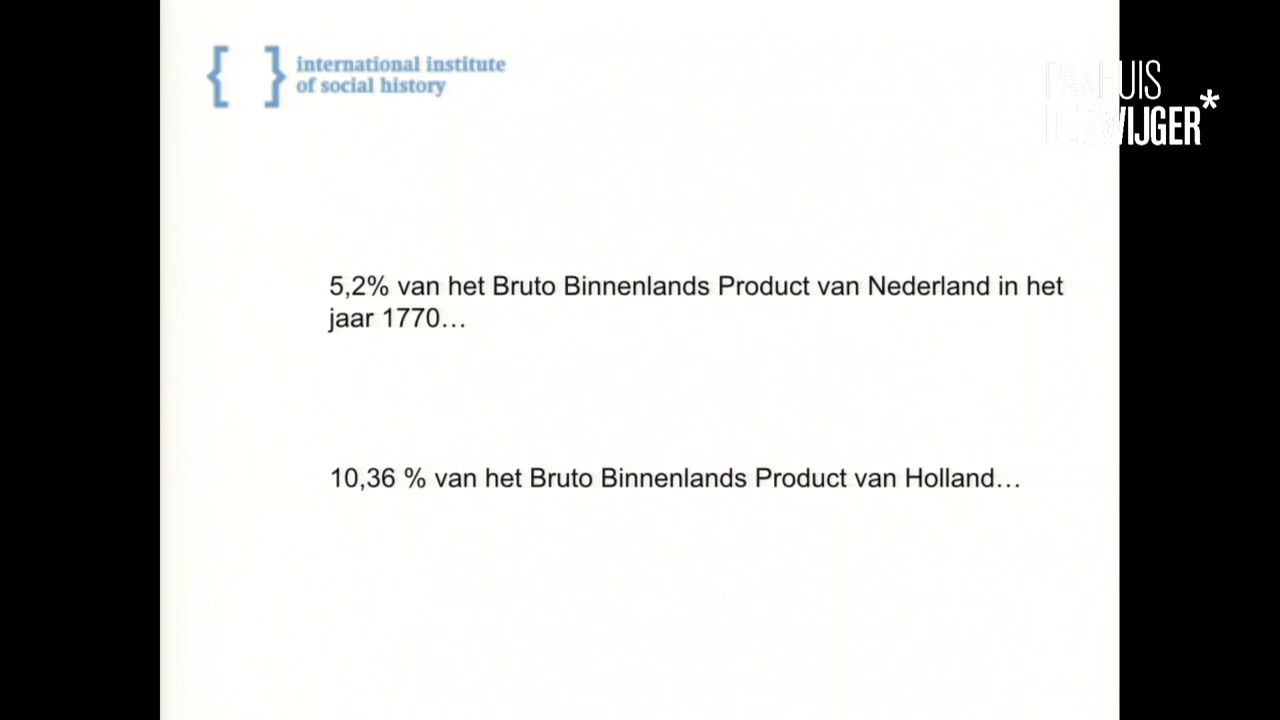 international institute
of social history
PAKHUIS
DE ZWIJGER*
5,2% van het Bruto Binnenlands Product van Nederland in het
jaar 1770…
10,36 % van het Bruto Binnenlands Product van Holland…